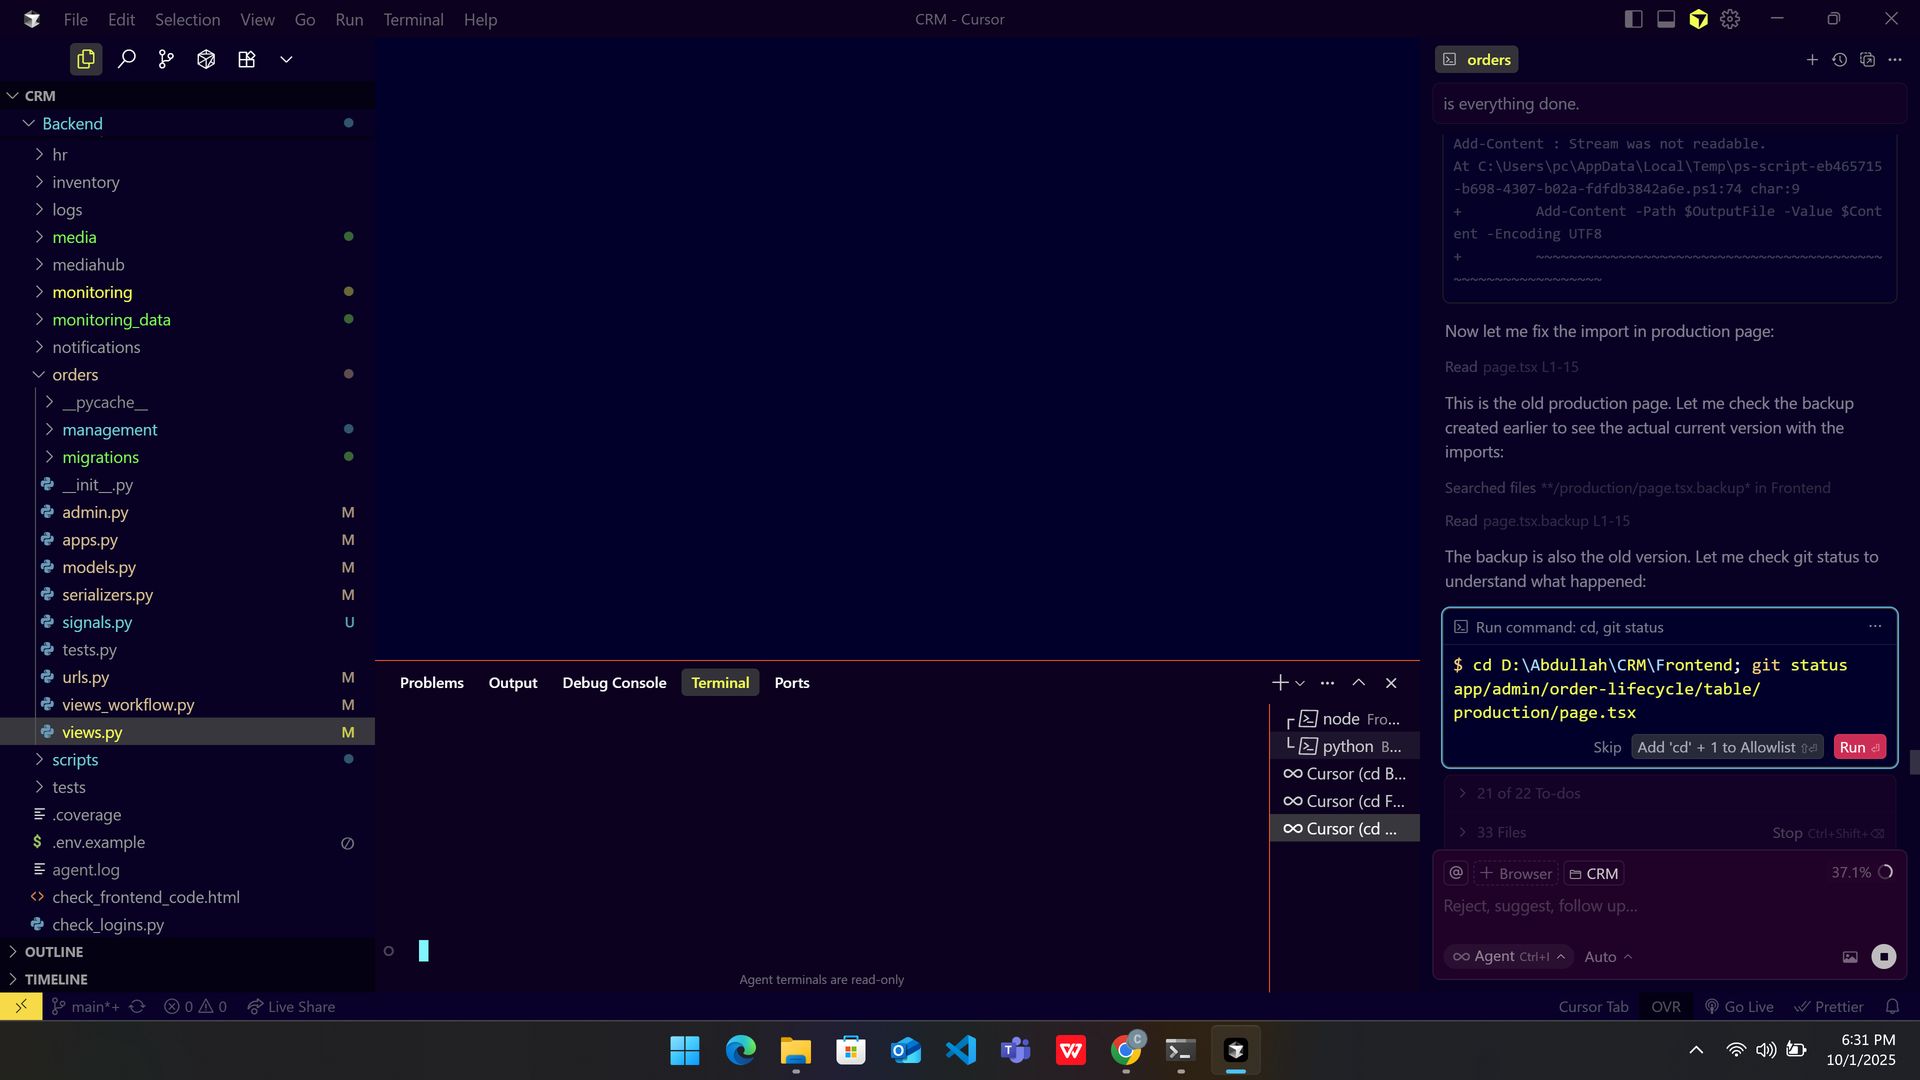 File Edit Selection View Go Run Terminal Help
CRM - Cursor
CRM
Backend
hr
inventory
logs
media
mediahub
monitoring
monitoring_data
notifications
orders
__pycache__
management
migrations
__init__.py
admin.py M
apps.py M
models.py M
serializers.py M
signals.py U
tests.py
urls.py M
views_workflow.py M
views.py M
scripts
tests
.coverage
.env.example
agent.log
check_frontend_code.html
check_logins.py
OUTLINE
TIMELINE
Problems Output Debug Console Terminal Ports
node Fro...
python B...
Cursor (cd B...
Cursor (cd F...
Cursor (cd ...
Agent terminals are read-only
orders
is everything done.
Add-Content : Stream was not readable.
At C:\Users\pc\AppData\Local\Temp\ps-script-eb465715
-b698-4307-b02a-fdfdb3842a6e.ps1:74 char:9
+         Add-Content -Path $OutputFile -Value $Cont
ent -Encoding UTF8
+         ~~~~~~~~~~~~~~~~~~~~~~~~~~~~~~~~~~~~~~~~~~
~~~~~~~~~~~~~~~~~~
Now let me fix the import in production page:
Read page.tsx L1-15
This is the old production page. Let me check the backup
created earlier to see the actual current version with the
imports:
Searched files **/production/page.tsx.backup* in Frontend
Read page.tsx.backup L1-15
The backup is also the old version. Let me check git status to
understand what happened:
Run command: cd, git status
$ cd D:\Abdullah\CRM\Frontend; git status
app/admin/order-lifecycle/table/
production/page.tsx
Skip Add 'cd' + 1 to Allowlist Run
21 of 22 To-dos
33 Files Stop Ctrl+Shift+
@ + Browser CRM 37.1%
Reject, suggest, follow up...
Agent Ctrl+I Auto
main*+ 0 0 Live Share
Cursor Tab OVR Go Live Prettier
C
6:31 PM
10/1/2025